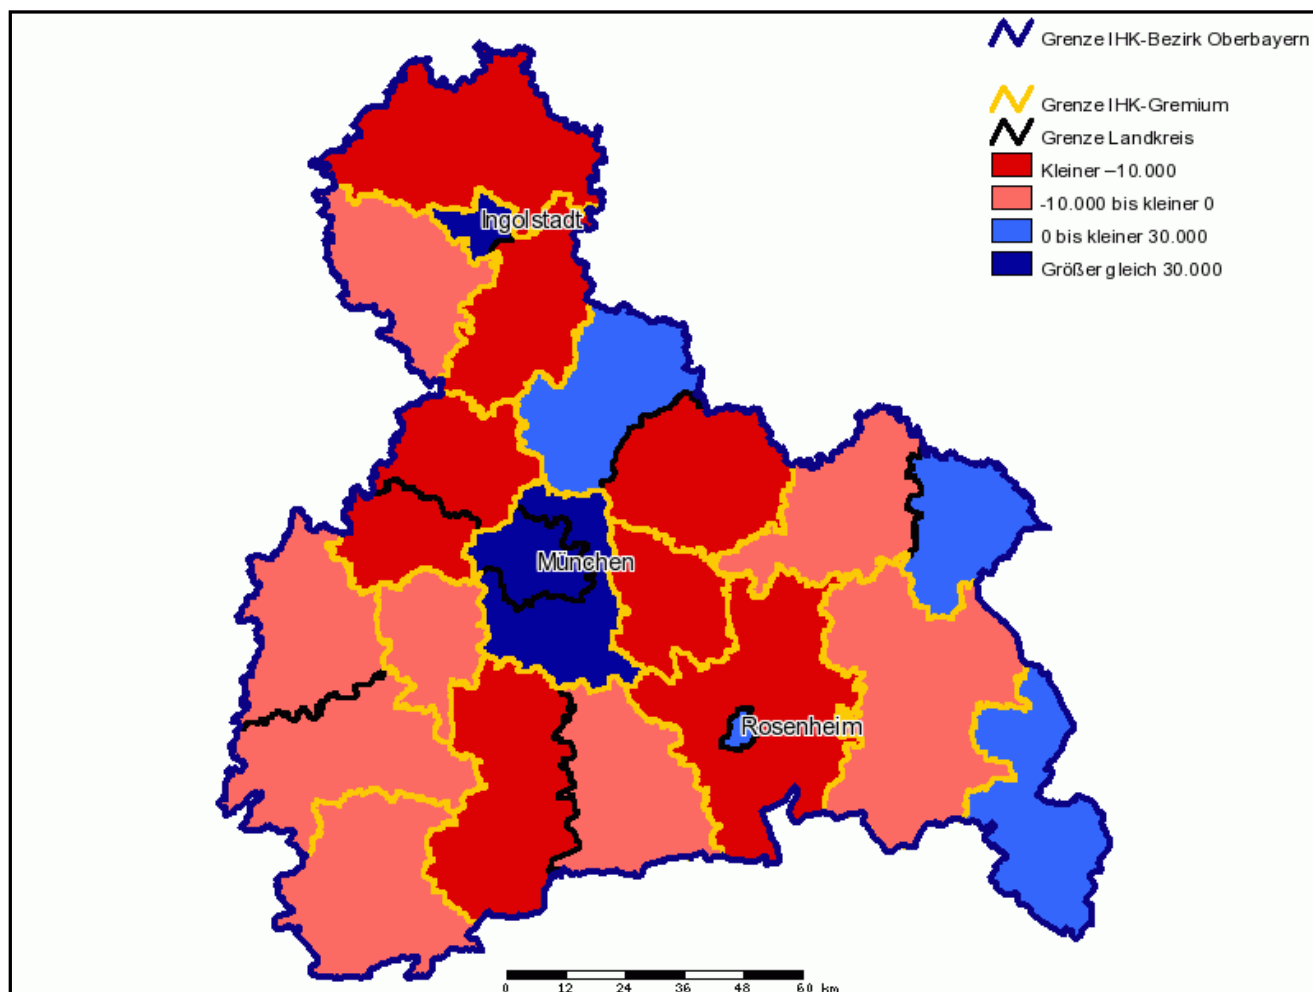 Grenze IHK-Bezirk Oberbayern
Grenze IHK-Gremium
Grenze Landkreis
Kleiner –10.000
-10.000 bis kleiner 0
0 bis kleiner 30.000
Größer gleich 30.000
Ingolstadt
München
Rosenheim
0 12 24 36 48 60 km